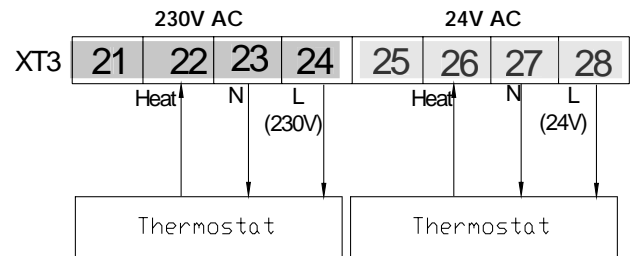 230V AC 24V AC
XT3 21 22 23 24 25 26 27 28
Heat N L Heat N L
(230V) (24V)
Thermostat Thermostat